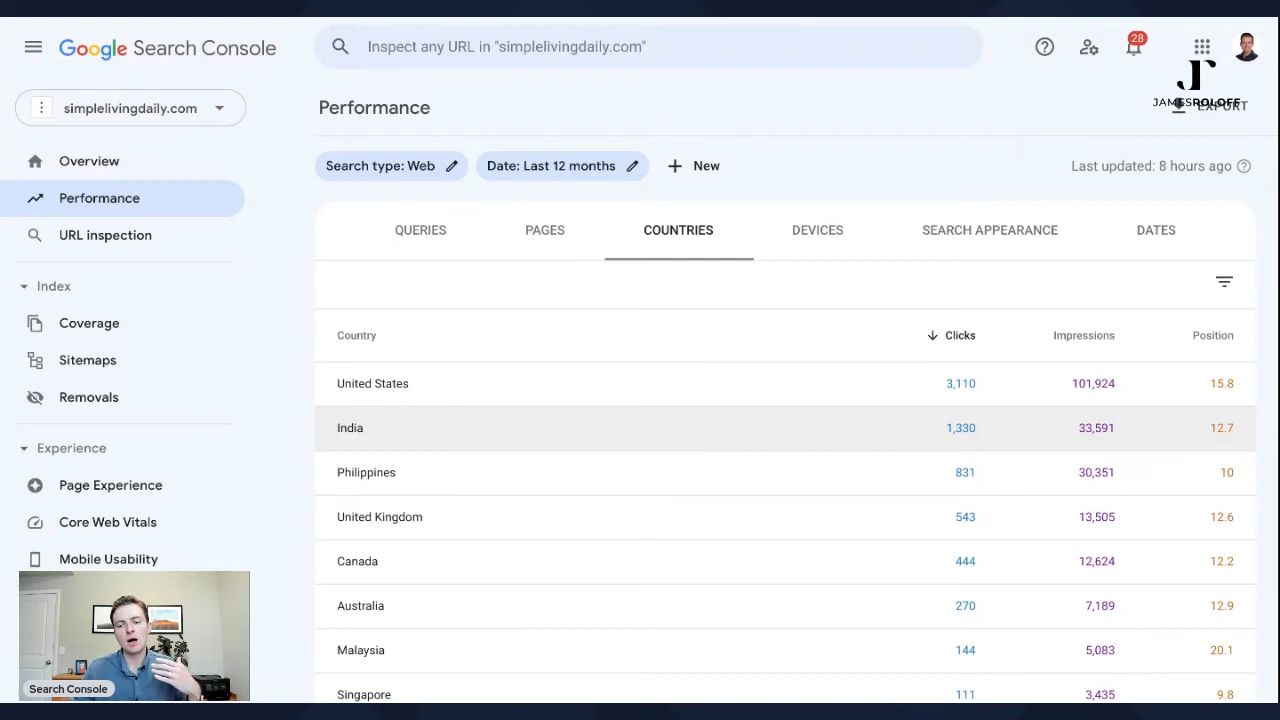 Google Search Console
Inspect any URL in "simplelivingdaily.com"
28
JAMESROLOFF
EXPORT
simplelivingdaily.com
Performance
Overview
Performance
URL inspection
Index
Coverage
Sitemaps
Removals
Experience
Page Experience
Core Web Vitals
Mobile Usability
Search Console
Search type: Web
Date: Last 12 months
New
Last updated: 8 hours ago
QUERIES PAGES COUNTRIES DEVICES SEARCH APPEARANCE DATES
Country Clicks Impressions Position
United States 3,110 101,924 15.8
India 1,330 33,591 12.7
Philippines 831 30,351 10
United Kingdom 543 13,505 12.6
Canada 444 12,624 12.2
Australia 270 7,189 12.9
Malaysia 144 5,083 20.1
Singapore 111 3,435 9.8